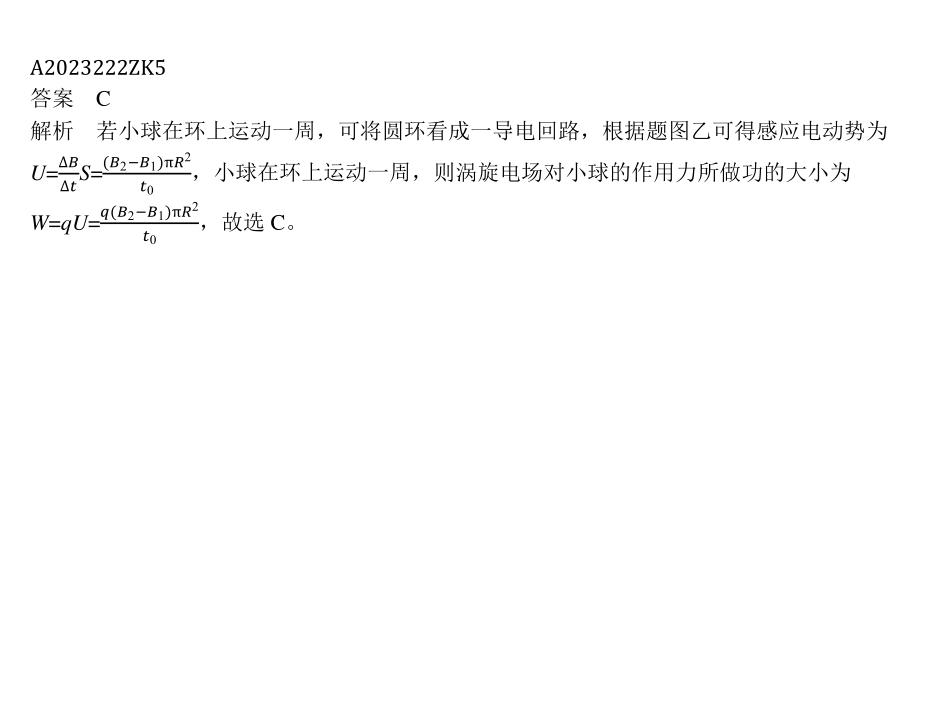 A2023222ZK5
答案 C
解析 若小球在环上运动一周，可将圆环看成一导电回路，根据题图乙可得感应电动势为
U=\frac{ΔB}{Δt}S=\frac{(B_2-B_1)πR^2}{t_0}，小球在环上运动一周，则涡旋电场对小球的作用力所做功的大小为
W=qU=\frac{q(B_2-B_1)πR^2}{t_0}，故选 C。